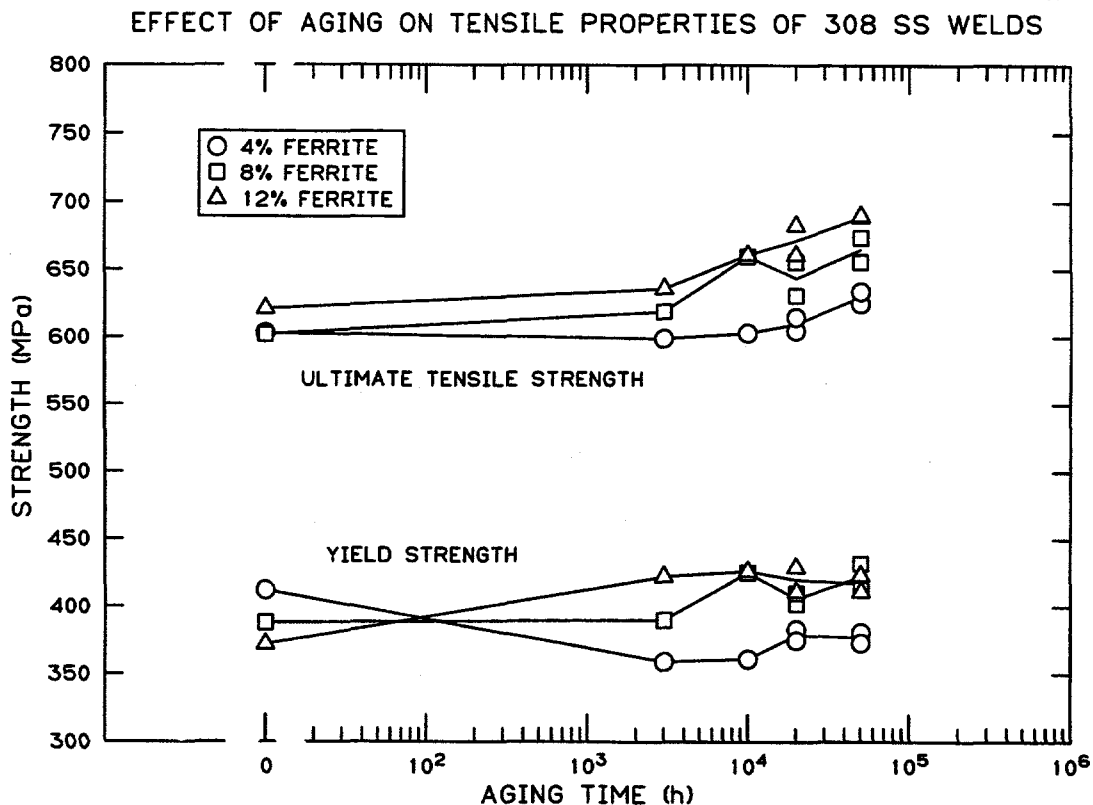 EFFECT OF AGING ON TENSILE PROPERTIES OF 308 SS WELDS
800
750
700
650
600
550
500
450
400
350
300
STRENGTH (MPa)
4% FERRITE
8% FERRITE
12% FERRITE
ULTIMATE TENSILE STRENGTH
YIELD STRENGTH
0 10² 10³ 10⁴ 10⁵ 10⁶
AGING TIME (h)